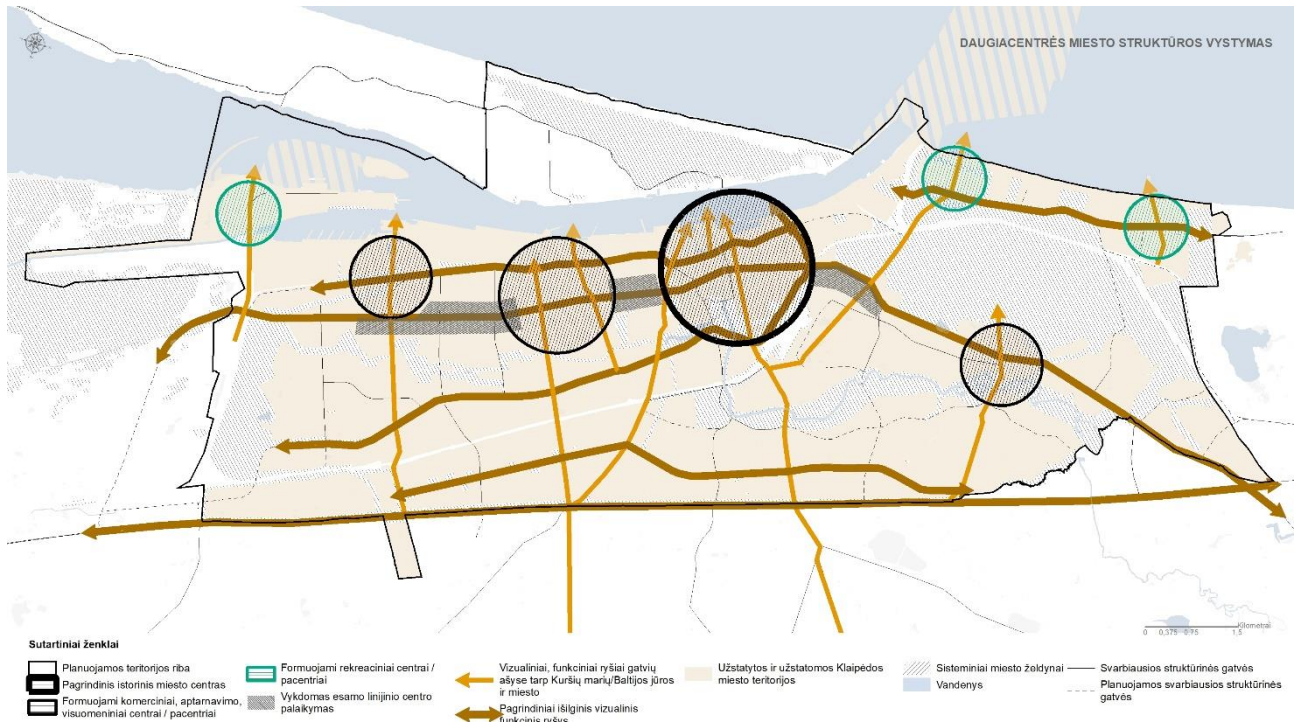 DAUGIACENTRĖS MIESTO STRUKTŪROS VYSTYMAS
Kilometrai
0 0,375 0,75 1,5
Sutartiniai ženklai
Planuojamos teritorijos riba
Pagrindinis istorinis miesto centras
Formuojami komerciniai, aptarnavimo,
visuomeniniai centrai / pacentriai
Formuojami rekreaciniai centrai /
pacentriai
Vykdomas esamo linijinio centro
palaikymas
Vizualiniai, funkciniai ryšiai gatvių
ašyse tarp Kuršių marių/Baltijos jūros
ir miesto
Pagrindiniai išilginis vizualinis
funkcinis ryšys
Užstatytos ir užstatomos Klaipėdos
miesto teritorijos
Sisteminiai miesto želdynai
Vandenys
Svarbiausios struktūrinės gatvės
Planuojamos svarbiausios struktūrinės
gatvės